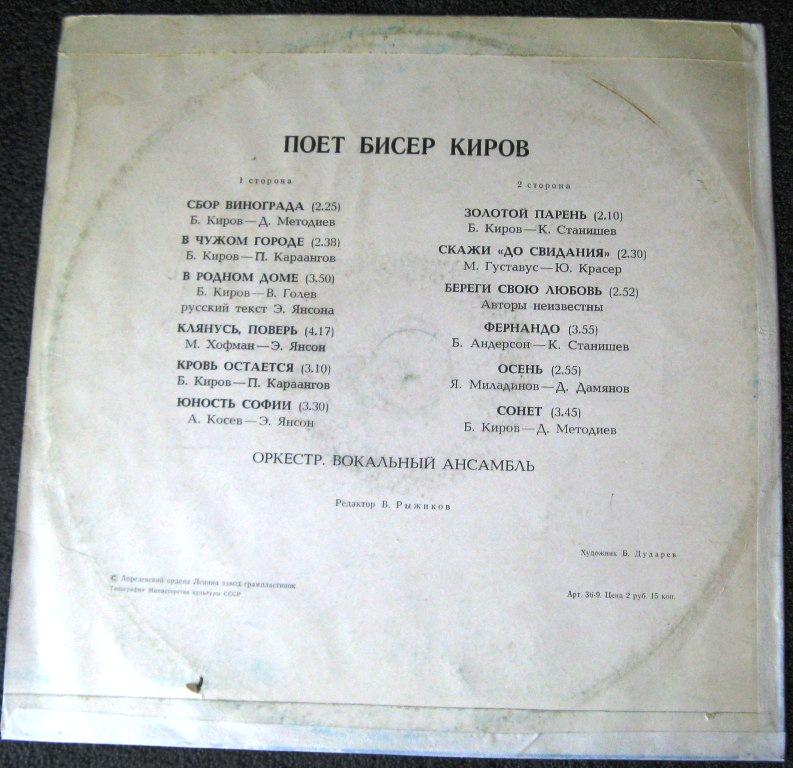 ПОЕТ БИСЕР КИРОВ
1 сторона
СБОР ВИНОГРАДА (2.25)
Б. Киров—Д. Методиев
В ЧУЖОМ ГОРОДЕ (2.38)
Б. Киров—П. Караангов
В РОДНОМ ДОМЕ (3.50)
Б. Киров—В. Голев
русский текст Э. Янсона
КЛЯНУСЬ, ПОВЕРЬ (4.17)
М. Хофман—Э. Янсон
КРОВЬ ОСТАЕТСЯ (3.10)
Б. Киров—П. Караангов
ЮНОСТЬ СОФИИ (3.30)
А. Косев—Э. Янсон
2 сторона
ЗОЛОТОЙ ПАРЕНЬ (2.10)
Б. Киров—К. Станишев
СКАЖИ «ДО СВИДАНИЯ» (2.30)
М. Густавус—Ю. Красер
БЕРЕГИ СВОЮ ЛЮБОВЬ (2.52)
Авторы неизвестны
ФЕРНАНДО (3.55)
Б. Андерсон—К. Станишев
ОСЕНЬ (2.55)
Я. Миладинов—Д. Дамянов
СОНЕТ (3.45)
Б. Киров—Д. Методиев
ОРКЕСТР. ВОКАЛЬНЫЙ АНСАМБЛЬ
Редактор В. Рыжиков
Художник В. Дударев
© Апрелевский ордена Ленина завод грампластинок
Типография Министерства культуры СССР
Арт. 36-9. Цена 2 руб. 15 коп.